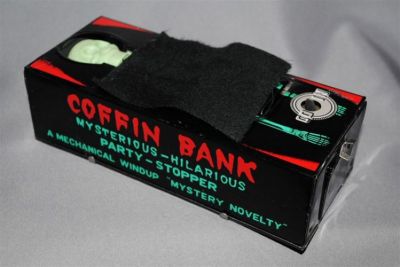 COFFIN BANK
MYSTERIOUS-HILARIOUS
PARTY-STOPPER
A MECHANICAL WINDUP "MYSTERY NOVELTY"